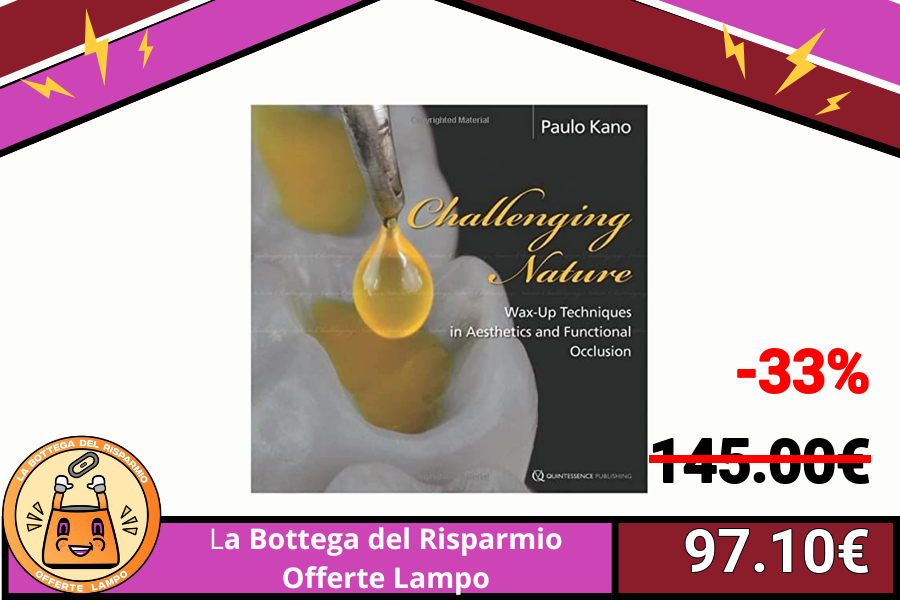 Copyrighted Material
Paulo Kano
Challenging
Nature
Wax-Up Techniques
in Aesthetics and Functional
Occlusion
QUINTESSENCE PUBLISHING
-33%
145.00€
LA BOTTEGA DEL RISPARMIO
OFFERTE LAMPO
La Bottega del Risparmio
Offerte Lampo
97.10€